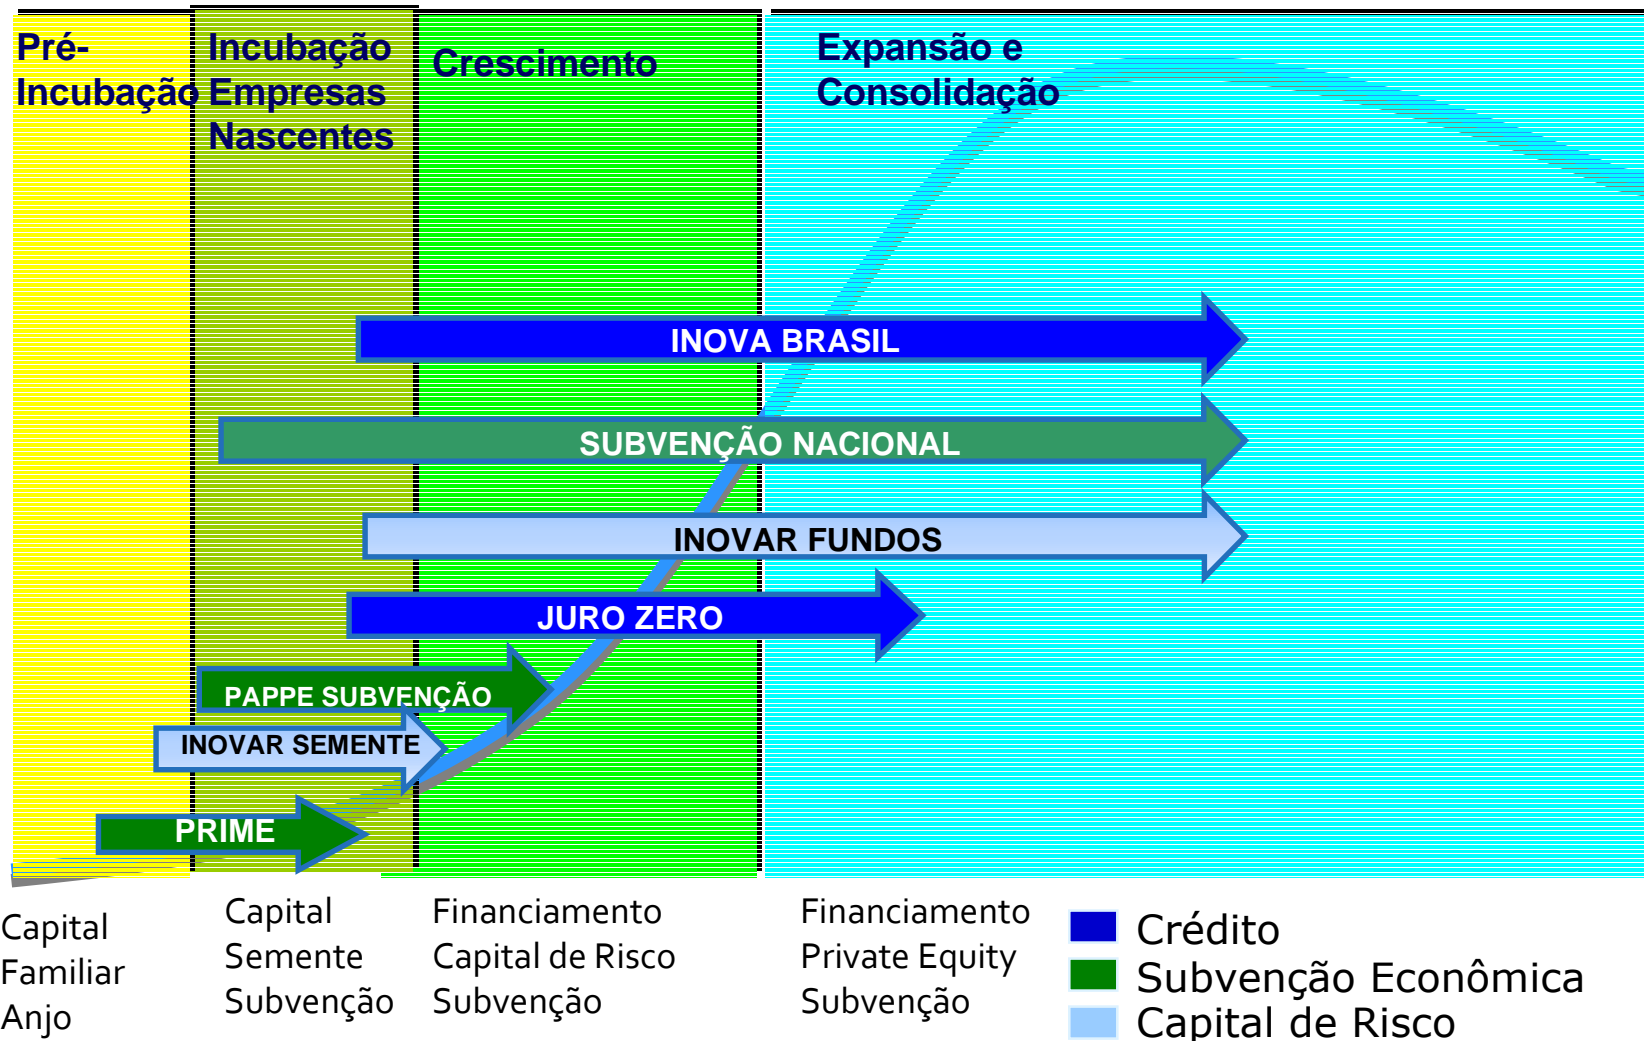 Pré-
Incubação
Incubação
Empresas
Nascentes
Crescimento
Expansão e
Consolidação
INOVA BRASIL
SUBVENÇÃO NACIONAL
INOVAR FUNDOS
JURO ZERO
PAPPE SUBVENÇÃO
INOVAR SEMENTE
PRIME
Capital
Familiar
Anjo
Capital
Semente
Subvenção
Financiamento
Capital de Risco
Subvenção
Financiamento
Private Equity
Subvenção
Crédito
Subvenção Econômica
Capital de Risco